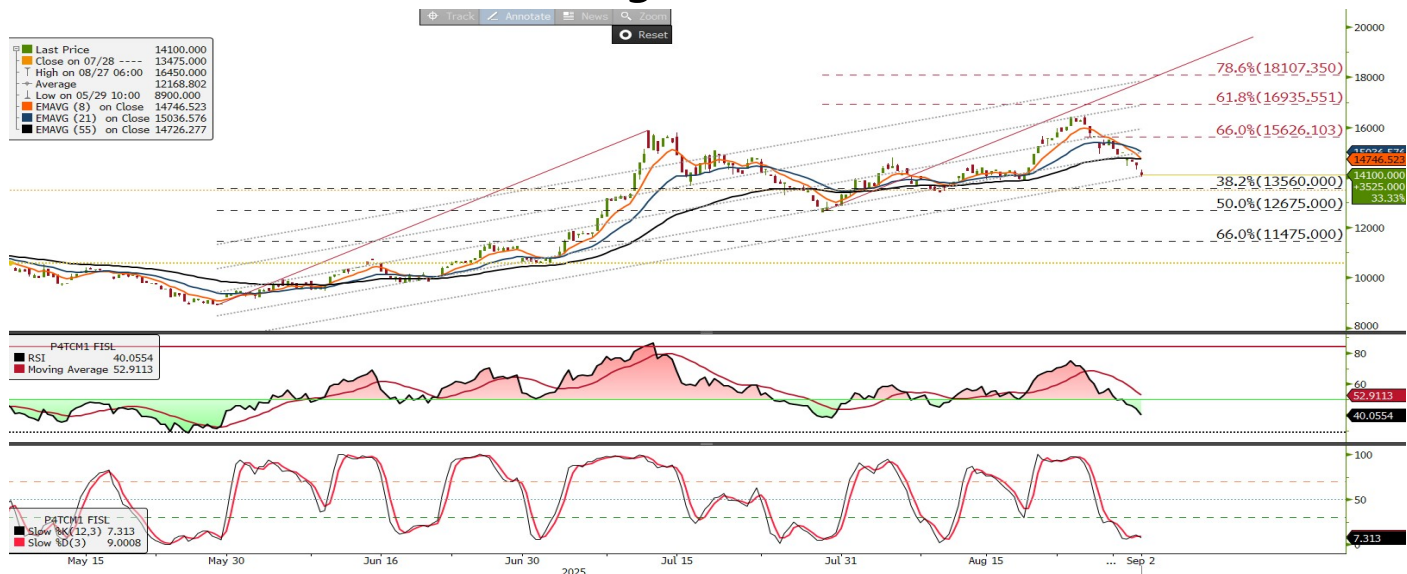 Track Annotate News Zoom
Reset
Last Price 14100.000
Close on 07/28 ---- 13475.000
High on 08/27 06:00 16450.000
Average 12168.802
Low on 05/29 10:00 8900.000
EMAVG (8) on Close 14746.523
EMAVG (21) on Close 15036.576
EMAVG (55) on Close 14726.277
20000
78.6%(18107.350)
18000
61.8%(16935.551)
16000
66.0%(15626.103)
15036.576
14746.523
14100.000
+3525.000
33.33%
38.2%(13560.000)
50.0%(12675.000)
12000
66.0%(11475.000)
10000
8000
P4TCM1 FISL
RSI 40.0554
Moving Average 52.9113
80
60
52.9113
40.0554
100
50
P4TCM1 FISL
Slow %K(12,3) 7.313
Slow %D(3) 9.0008
7.313
0
May 15 May 30 Jun 16 Jun 30 Jul 15 Jul 31 Aug 15 ... Sep 2
2025